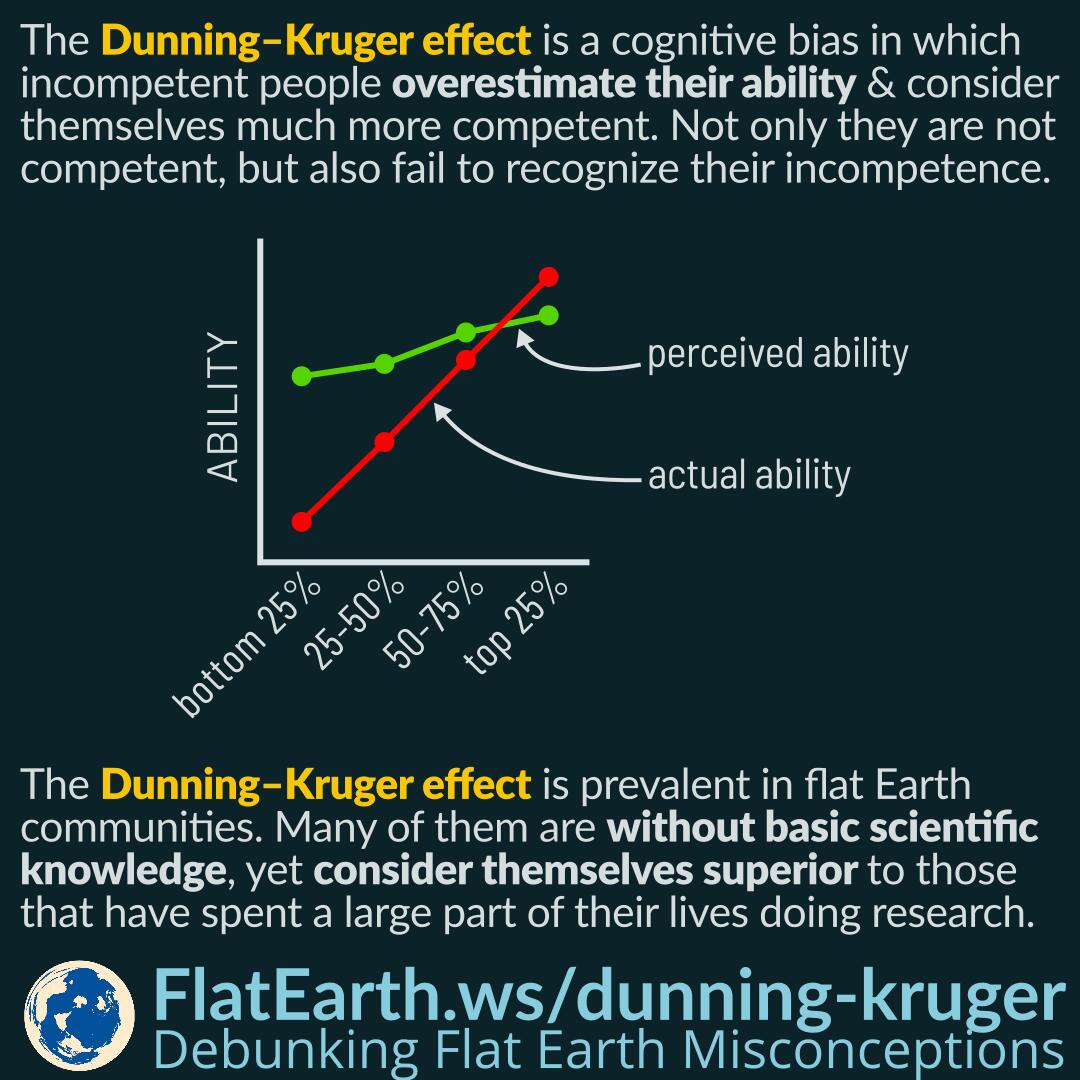 The Dunning–Kruger effect is a cognitive bias in which
incompetent people overestimate their ability & consider
themselves much more competent. Not only they are not
competent, but also fail to recognize their incompetence.
ABILITY
perceived ability
actual ability
bottom 25%
25-50%
50-75%
top 25%
The Dunning–Kruger effect is prevalent in flat Earth
communities. Many of them are without basic scientific
knowledge, yet consider themselves superior to those
that have spent a large part of their lives doing research.
FlatEarth.ws/dunning-kruger
Debunking Flat Earth Misconceptions